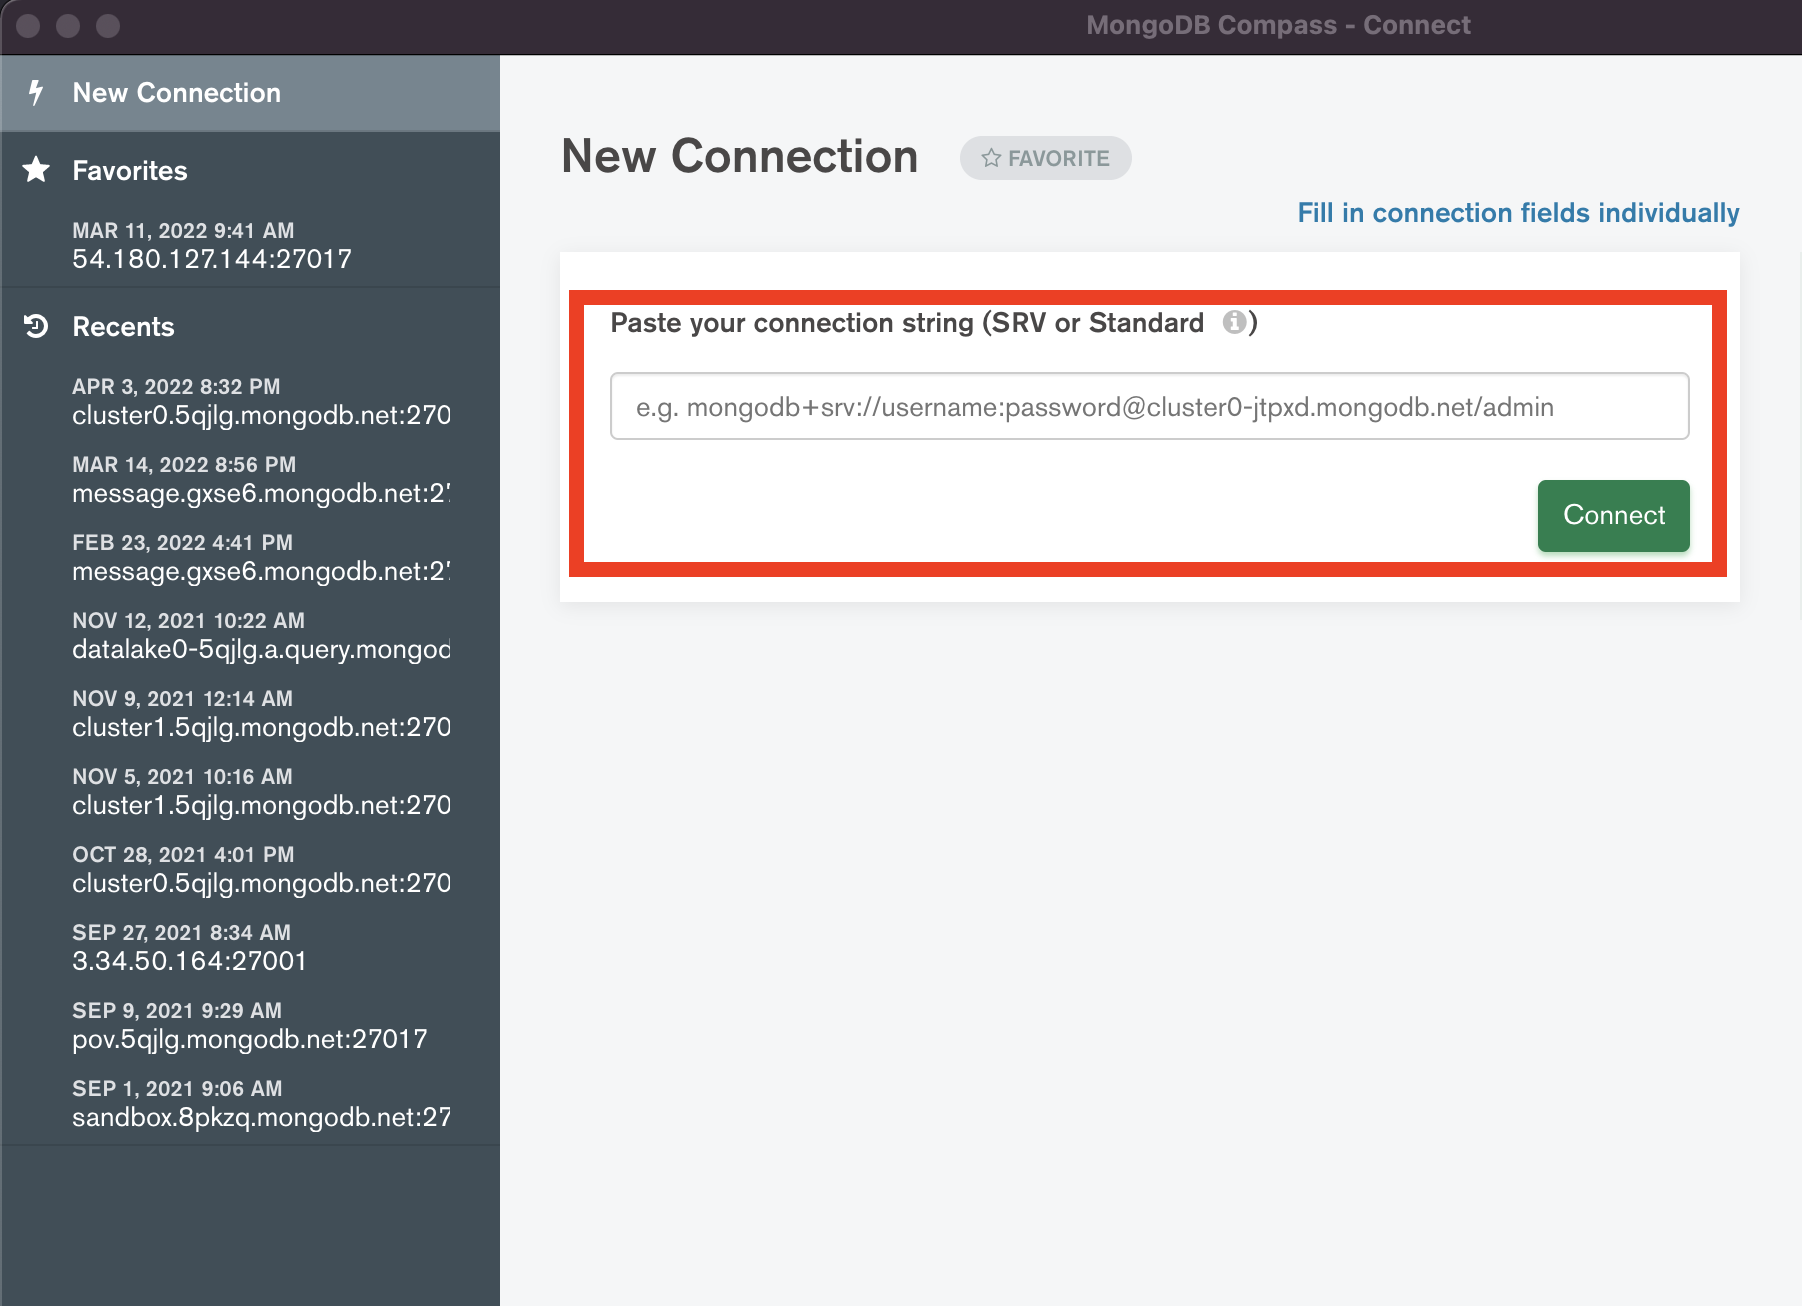 MongoDB Compass - Connect
New Connection
Favorites
MAR 11, 2022 9:41 AM
54.180.127.144:27017
Recents
APR 3, 2022 8:32 PM
cluster0.5qjlg.mongodb.net:270
MAR 14, 2022 8:56 PM
message.gxse6.mongodb.net:27
FEB 23, 2022 4:41 PM
message.gxse6.mongodb.net:27
NOV 12, 2021 10:22 AM
datalake0-5qjlg.a.query.mongod
NOV 9, 2021 12:14 AM
cluster1.5qjlg.mongodb.net:270
NOV 5, 2021 10:16 AM
cluster1.5qjlg.mongodb.net:270
OCT 28, 2021 4:01 PM
cluster0.5qjlg.mongodb.net:270
SEP 27, 2021 8:34 AM
3.34.50.164:27001
SEP 9, 2021 9:29 AM
pov.5qjlg.mongodb.net:27017
SEP 1, 2021 9:06 AM
sandbox.8pkzq.mongodb.net:27
New Connection
FAVORITE
Fill in connection fields individually
Paste your connection string (SRV or Standard )
e.g. mongodb+srv://username:password@cluster0-jtpxd.mongodb.net/admin
Connect